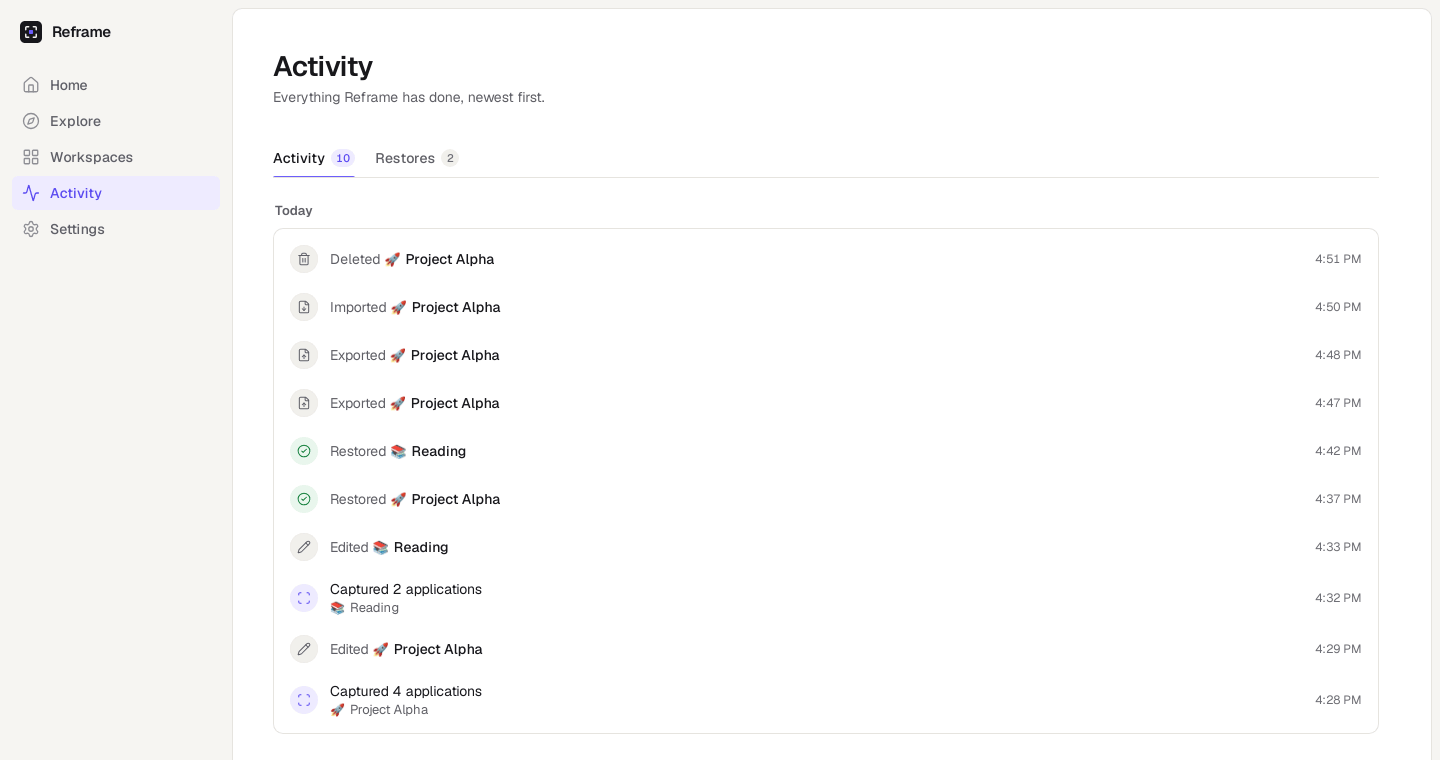 Reframe
Home
Explore
Workspaces
Activity
Settings
Activity
Everything Reframe has done, newest first.
Activity 10 Restores 2
Today
Deleted 🚀 Project Alpha 4:51 PM
Imported 🚀 Project Alpha 4:50 PM
Exported 🚀 Project Alpha 4:48 PM
Exported 🚀 Project Alpha 4:47 PM
Restored 📚 Reading 4:42 PM
Restored 🚀 Project Alpha 4:37 PM
Edited 📚 Reading 4:33 PM
Captured 2 applications
📚 Reading 4:32 PM
Edited 🚀 Project Alpha 4:29 PM
Captured 4 applications
🚀 Project Alpha 4:28 PM